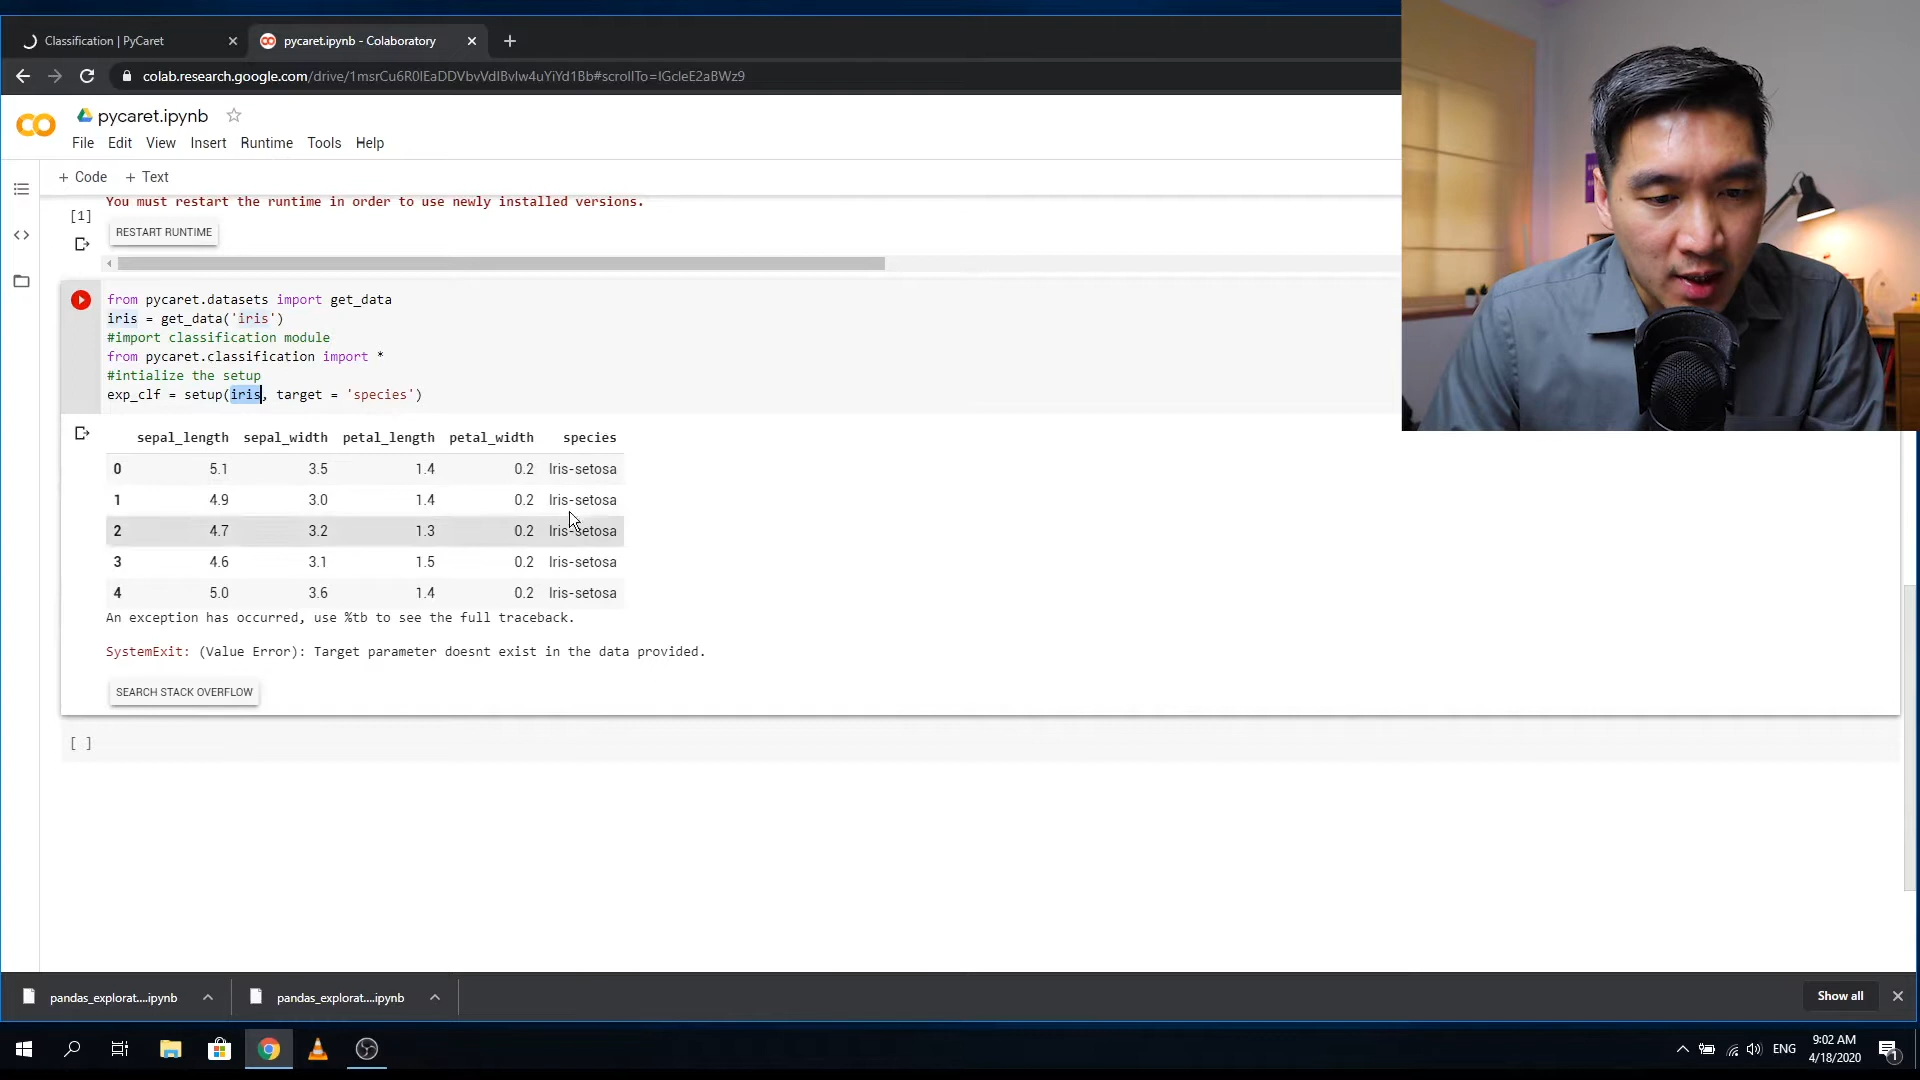 Classification | PyCaret
pycaret.ipynb - Colaboratory
colab.research.google.com/drive/1msrCu6R0lEaDDVbvVdlBvlw4uYiYd1Bb#scrollTo=IGcleE2aBWz9
pycaret.ipynb
File Edit View Insert Runtime Tools Help
+ Code + Text
You must restart the runtime in order to use newly installed versions.
[1]
RESTART RUNTIME
from pycaret.datasets import get_data
iris = get_data('iris')
#import classification module
from pycaret.classification import *
#intialize the setup
exp_clf = setup(iris, target = 'species')
sepal_length sepal_width petal_length petal_width species
0 5.1 3.5 1.4 0.2 Iris-setosa
1 4.9 3.0 1.4 0.2 Iris-setosa
2 4.7 3.2 1.3 0.2 Iris-setosa
3 4.6 3.1 1.5 0.2 Iris-setosa
4 5.0 3.6 1.4 0.2 Iris-setosa
An exception has occurred, use %tb to see the full traceback.
SystemExit: (Value Error): Target parameter doesnt exist in the data provided.
SEARCH STACK OVERFLOW
[ ]
pandas_explorat....ipynb
pandas_explorat....ipynb
Show all
ENG
9:02 AM
4/18/2020
1